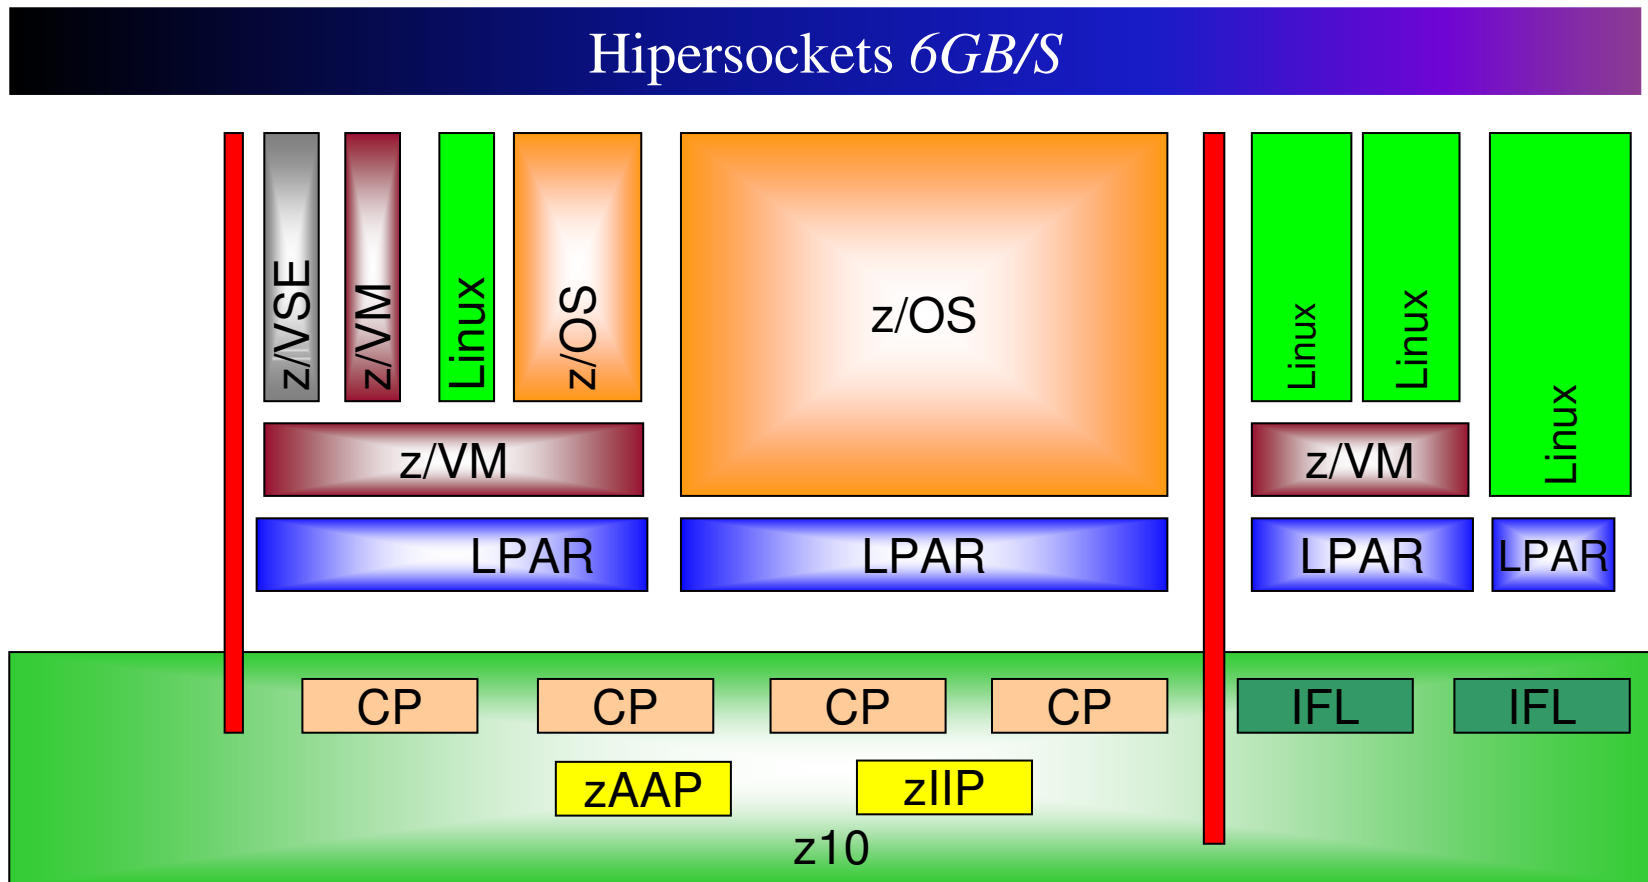 Hipersockets 6GB/S
z/VSE
z/VM
Linux
z/OS
z/OS
Linux
Linux
Linux
z/VM
z/VM
LPAR
LPAR
LPAR
LPAR
CP
CP
CP
CP
IFL
IFL
zAAP
zIIP
z10